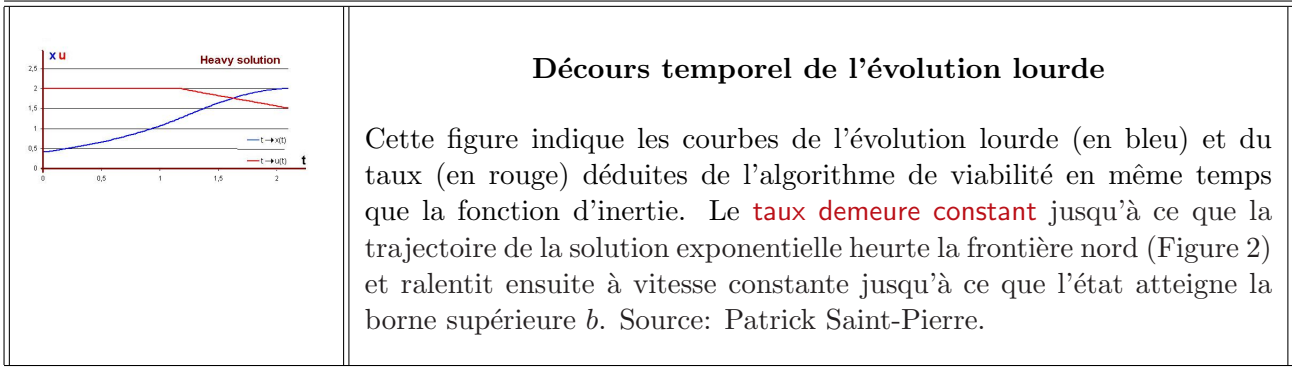 x u
Heavy solution
2,5
2
1,5
1
0,5
0
t→x(t)
t→u(t)
t
0 0,5 1 1,5 2
Décours temporel de l'évolution lourde
Cette figure indique les courbes de l'évolution lourde (en bleu) et du
taux (en rouge) déduites de l'algorithme de viabilité en même temps
que la fonction d'inertie. Le taux demeure constant jusqu'à ce que la
trajectoire de la solution exponentielle heurte la frontière nord (Figure 2)
et ralentit ensuite à vitesse constante jusqu'à ce que l'état atteigne la
borne supérieure b. Source: Patrick Saint-Pierre.